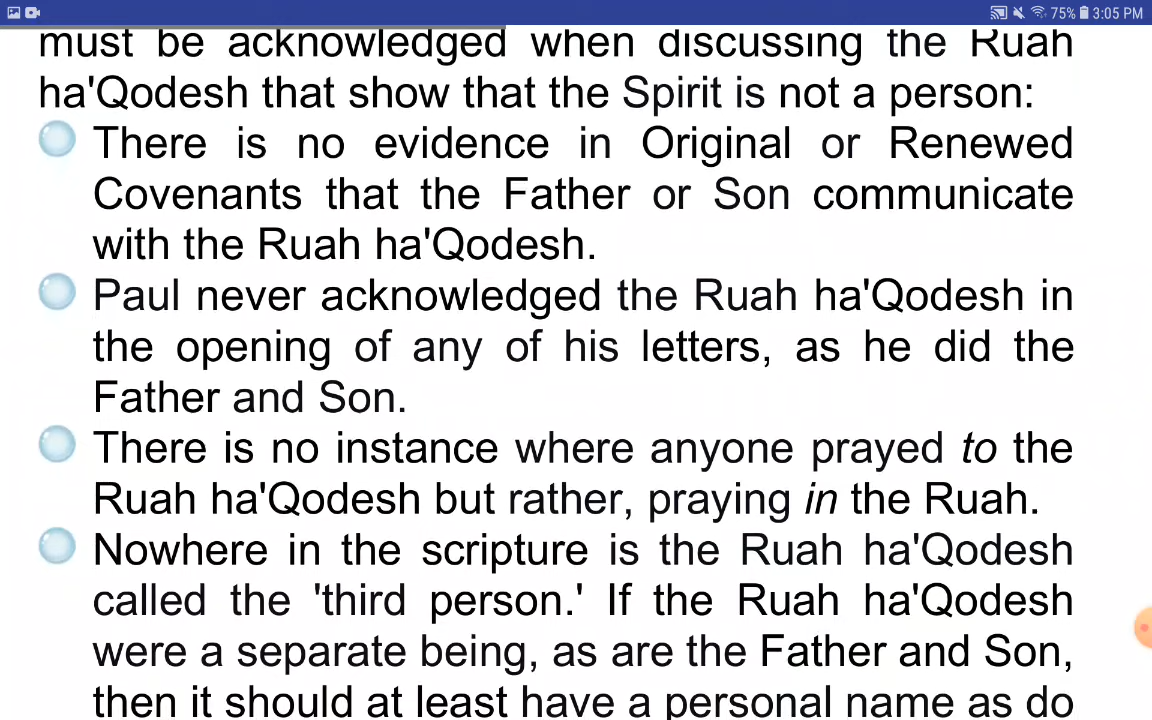 75% 3:05 PM
must be acknowledged when discussing the Ruah
ha'Qodesh that show that the Spirit is not a person:
There is no evidence in Original or Renewed
Covenants that the Father or Son communicate
with the Ruah ha'Qodesh.
Paul never acknowledged the Ruah ha'Qodesh in
the opening of any of his letters, as he did the
Father and Son.
There is no instance where anyone prayed to the
Ruah ha'Qodesh but rather, praying in the Ruah.
Nowhere in the scripture is the Ruah ha'Qodesh
called the 'third person.' If the Ruah ha'Qodesh
were a separate being, as are the Father and Son,
then it should at least have a personal name as do